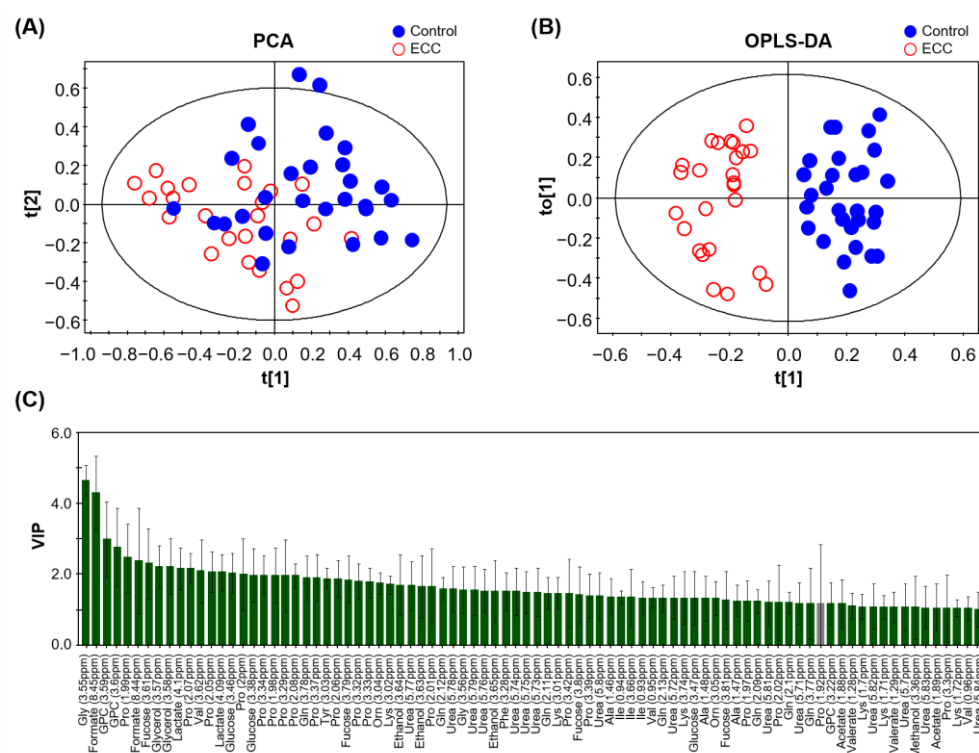 (A)
PCA
Control
ECC
t[2]
0.6
0.4
0.2
0.0
−0.2
−0.4
−0.6
−1.0 −0.8 −0.6 −0.4 −0.2 0.0 0.2 0.4 0.6 0.8 1.0
t[1]
(B)
OPLS-DA
Control
ECC
to[1]
0.6
0.4
0.2
0.0
−0.2
−0.4
−0.6
−0.6 −0.4 −0.2 0.0 0.2 0.4 0.6
t[1]
(C)
VIP
6.0
4.0
2.0
0.0
Gly (3.55ppm)
Formate (8.45ppm)
GPC (3.59ppm)
GPC (3.6ppm)
Pro (1.99ppm)
Formate (8.44ppm)
Fucose (3.61ppm)
Glycerol (3.57ppm)
Glycerol (3.58ppm)
Lactate (4.1ppm)
Pro (2.07ppm)
Val (3.62ppm)
Pro (2.05ppm)
Lactate (4.09ppm)
Glucose (3.46ppm)
Glucose (3.38ppm)
Pro (2ppm)
Pro (3.34ppm)
Pro (1.98ppm)
Pro (3.29ppm)
Pro (2.08ppm)
Gln (3.78ppm)
Pro (3.37ppm)
Tyr (3.03ppm)
Pro (2.06ppm)
Fucose (3.79ppm)
Pro (3.32ppm)
Pro (3.33ppm)
Orn (3.04ppm)
Lys (3.02ppm)
Ethanol (3.64ppm)
Urea (5.77ppm)
Ethanol (3.63ppm)
Pro (2.01ppm)
Gln (2.12ppm)
Urea (5.78ppm)
Gly (3.56ppm)
Urea (5.79ppm)
Urea (5.76ppm)
Ethanol (3.65ppm)
Phe (3.28ppm)
Urea (5.74ppm)
Urea (5.75ppm)
Urea (5.73ppm)
Gln (2.11ppm)
Lys (3.01ppm)
Pro (3.42ppm)
Fucose (3.8ppm)
Pro (3.39ppm)
Urea (5.8ppm)
Ala (1.46ppm)
Ile (0.94ppm)
Ile (3.66ppm)
Ile (0.93ppm)
Val (0.95ppm)
Gln (2.13ppm)
Urea (5.72ppm)
Lys (3.74ppm)
Glucose (3.47ppm)
Ala (1.48ppm)
Orn (3.05ppm)
Fucose (3.81ppm)
Ala (1.47ppm)
Pro (1.97ppm)
Gln (2.09ppm)
Urea (5.81ppm)
Pro (2.02ppm)
Gln (2.1ppm)
Urea (5.71ppm)
Gln (3.77ppm)
Pro (1.92ppm)
GPC (3.22ppm)
Acetate (1.9ppm)
Valerate (1.28ppm)
Lys (1.7ppm)
Urea (5.82ppm)
Lys (1.71ppm)
Valerate (1.29ppm)
Urea (5.7ppm)
Methanol (3.36ppm)
Urea (5.83ppm)
Acetate (1.89ppm)
Pro (3.3ppm)
Lys (1.72ppm)
Val (0.96ppm)